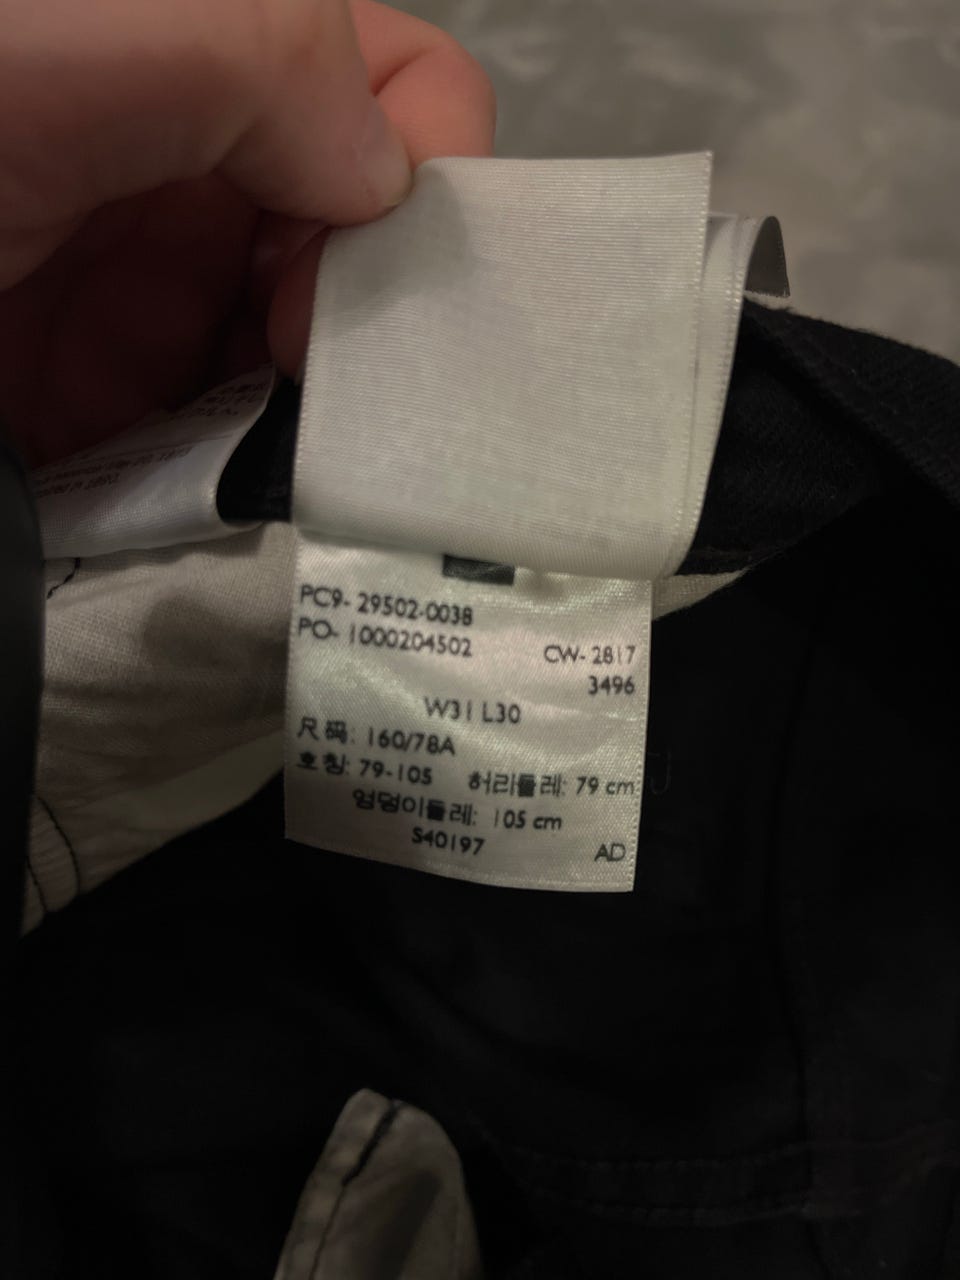 PC9- 29502-0038
PO- 1000204502
CW- 2817
3496
W31 L30
尺码: 160/78A
호칭: 79-105 허리둘레: 79 cm
엉덩이둘레: 105 cm
S40197
AD